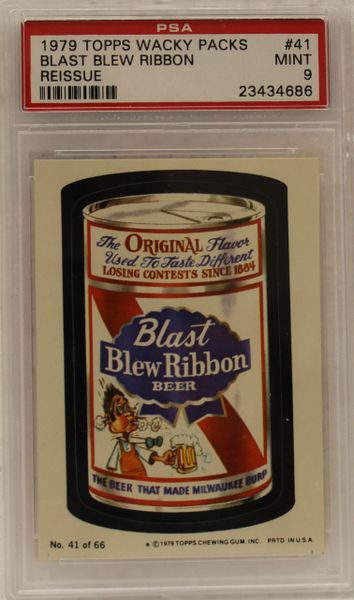 PSA
1979 TOPPS WACKY PACKS #41
BLAST BLEW RIBBON MINT
REISSUE 9
23434686
The ORIGINAL Flavor
Used To Taste Different
LOSING CONTESTS SINCE 1884
Blast
Blew Ribbon
BEER
THE BEER THAT MADE MILWAUKEE BURP
No. 41 of 66 * © 1979 TOPPS CHEWING GUM, INC. PRTD. IN U.S.A.